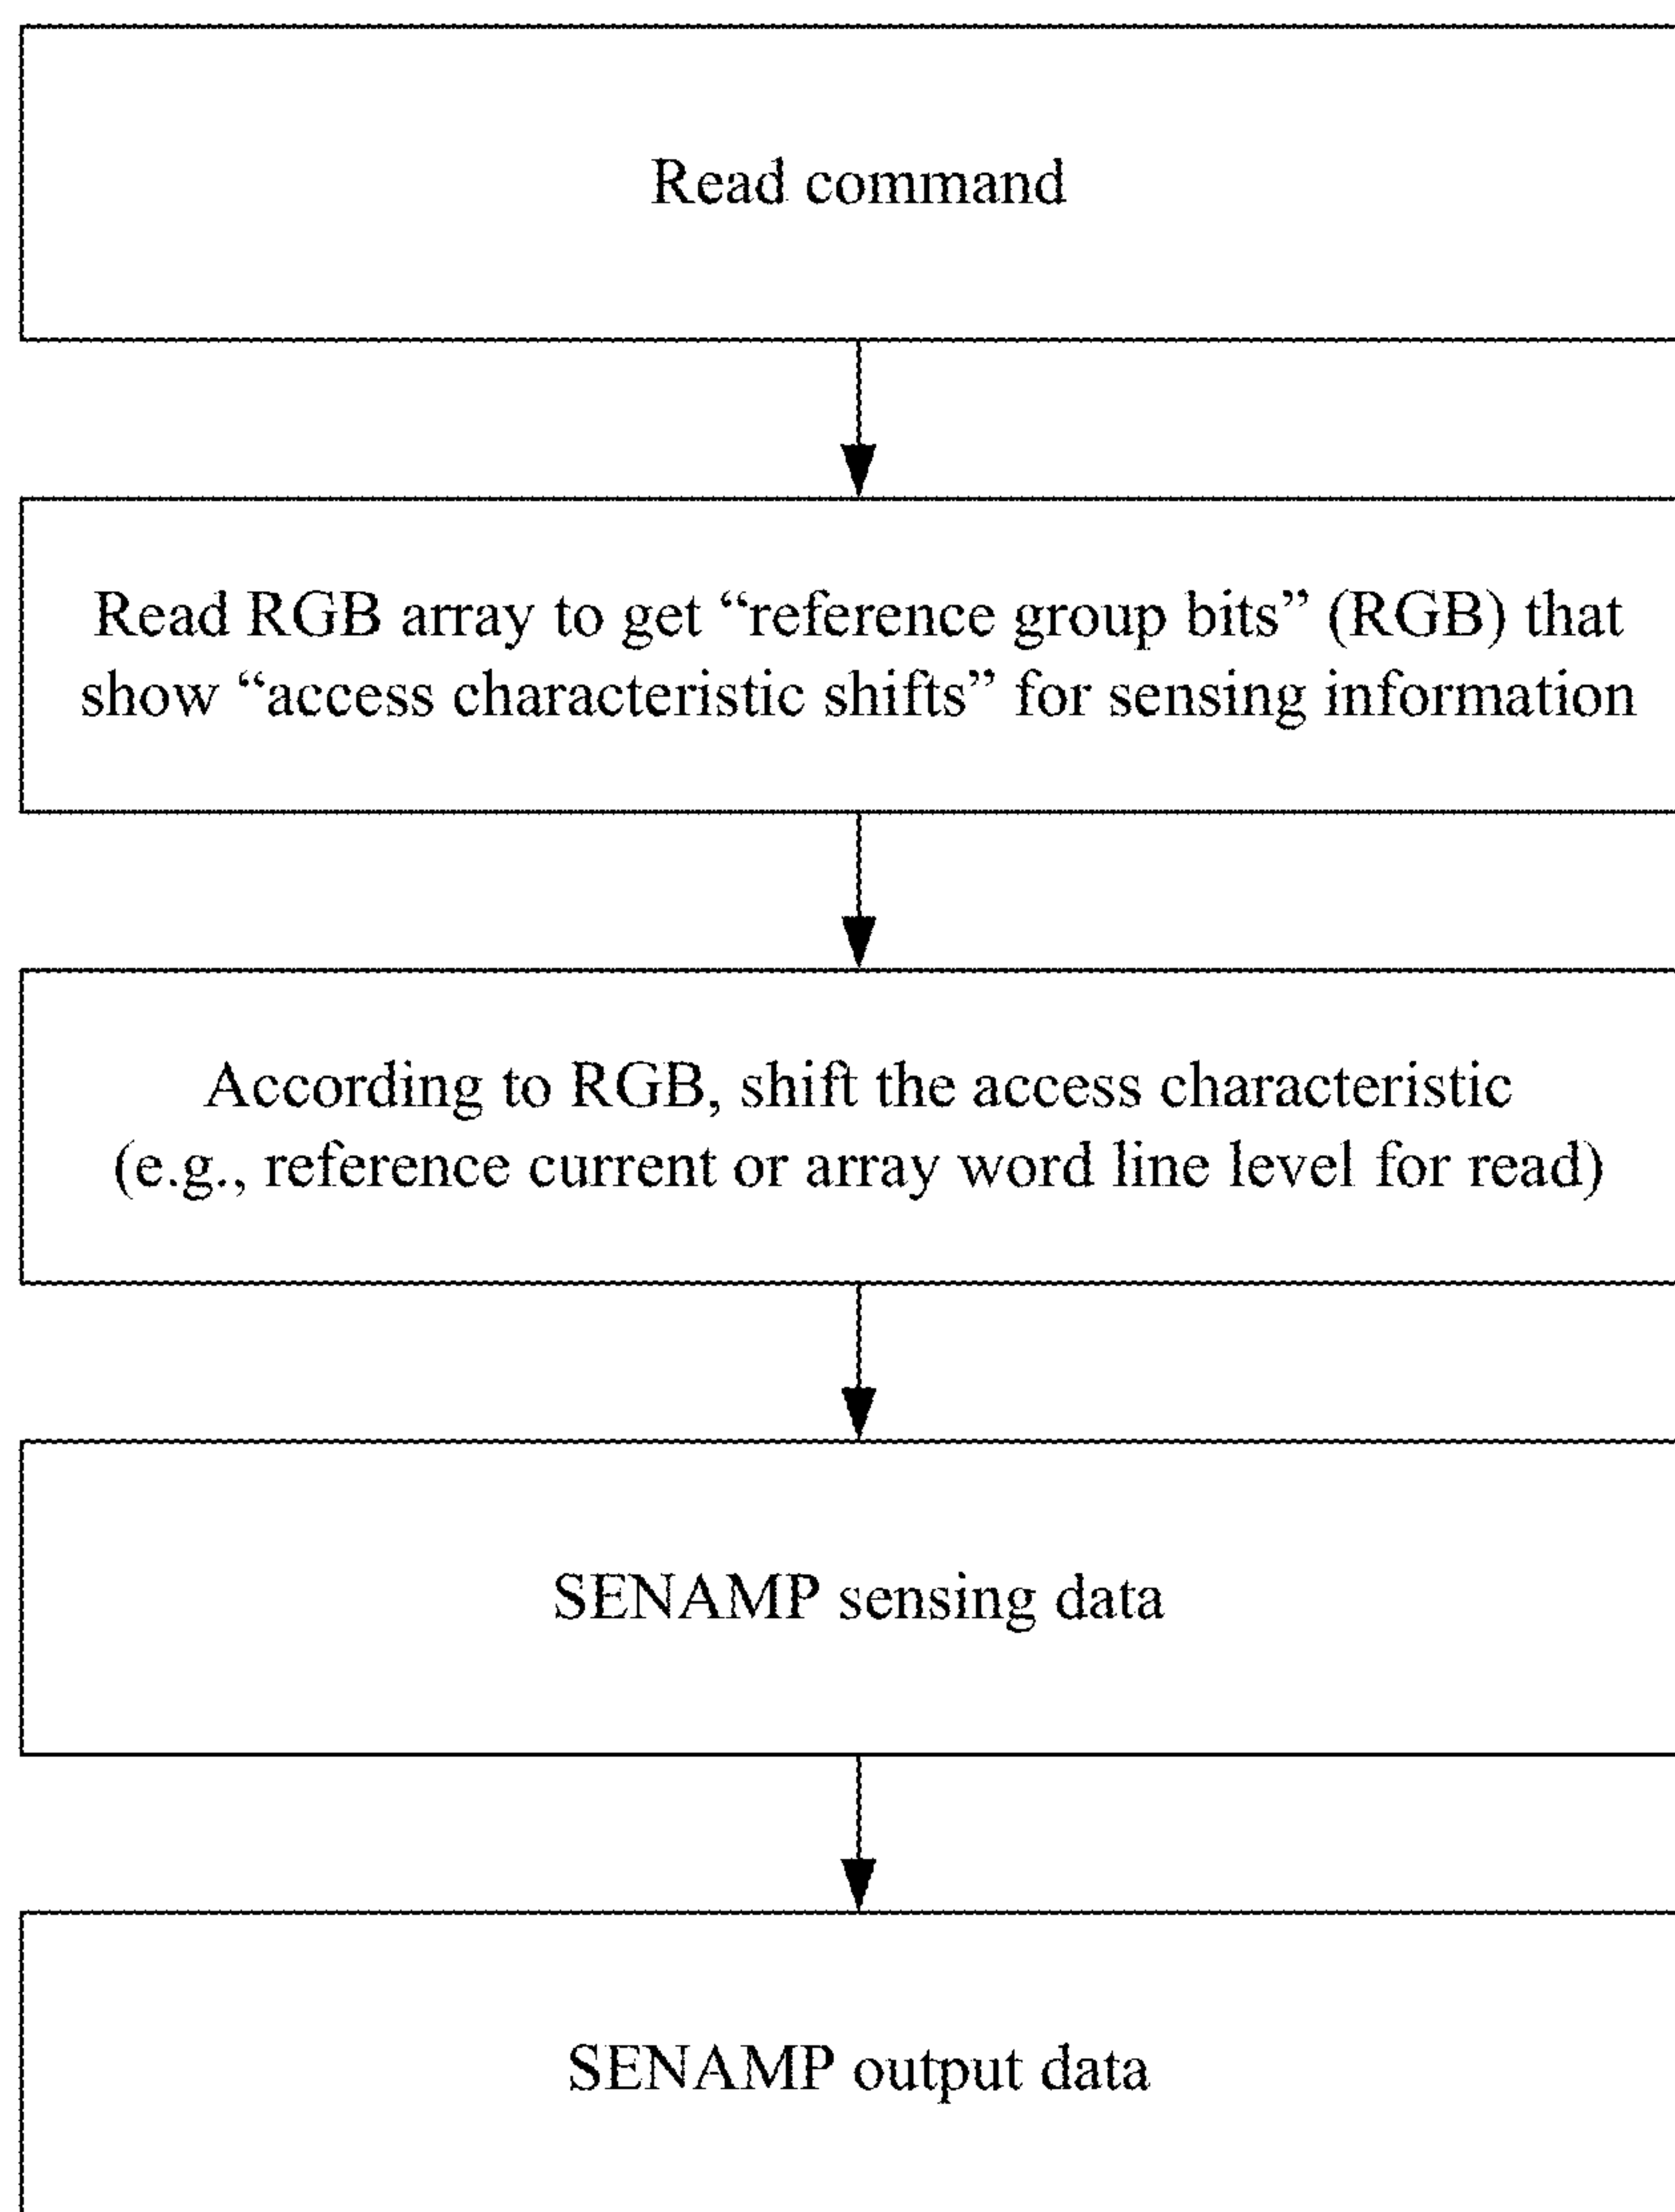 Read command
Read RGB array to get “reference group bits” (RGB) that
show “access characteristic shifts” for sensing information
According to RGB, shift the access characteristic
(e.g., reference current or array word line level for read)
SENAMP sensing data
SENAMP output data